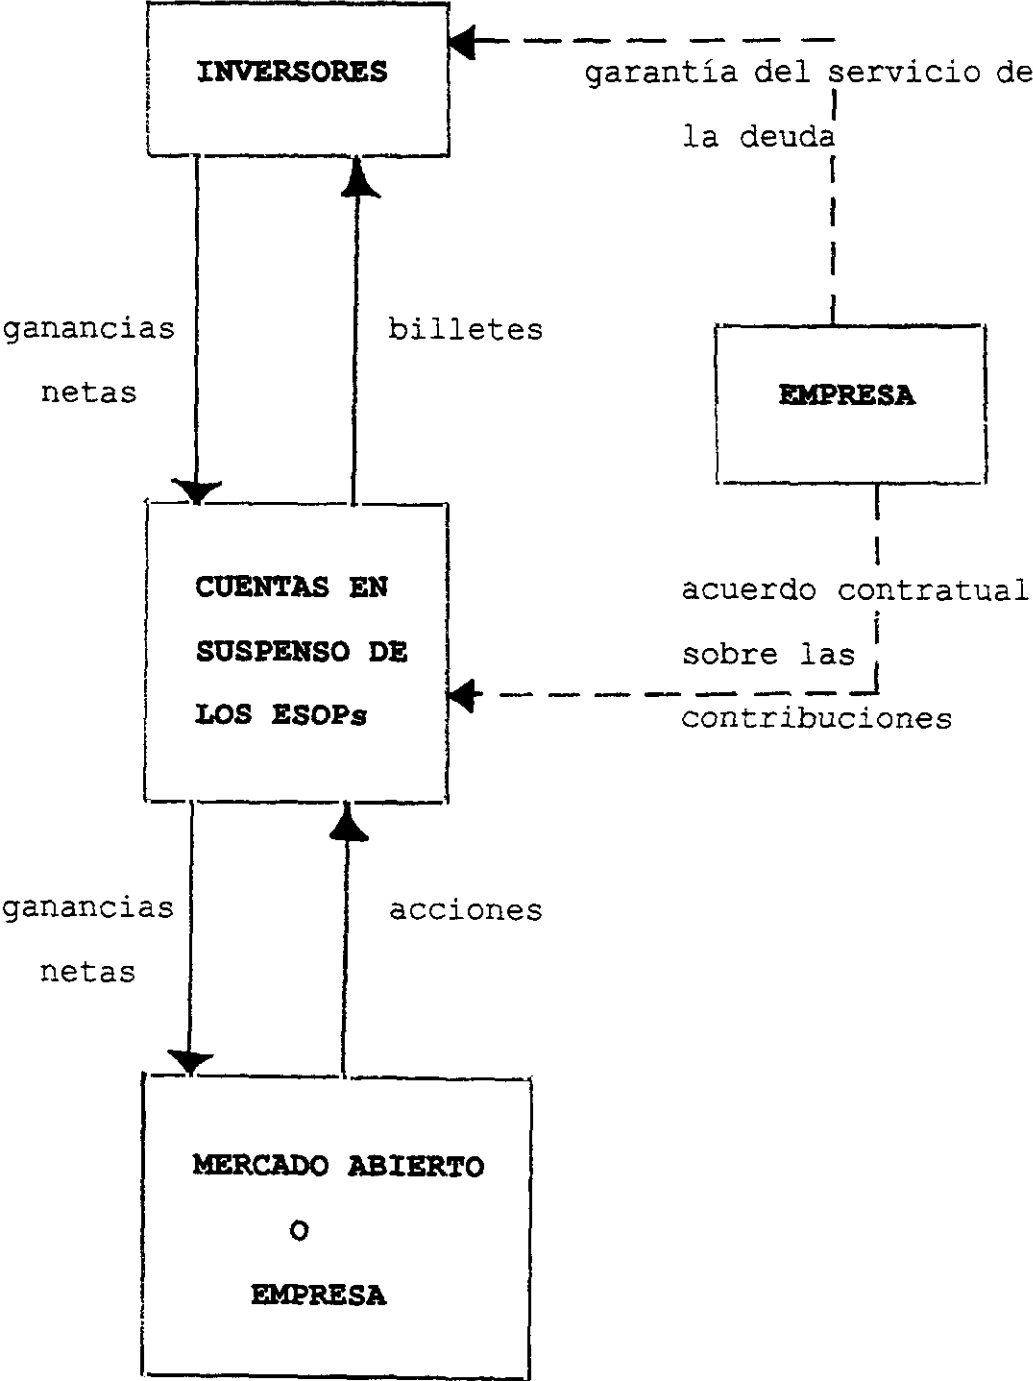 INVERSORES
garantía del servicio de
la deuda
ganancias
netas
billetes
EMPRESA
CUENTAS EN
SUSPENSO DE
LOS ESOPs
acuerdo contratual
sobre las
contribuciones
ganancias
netas
acciones
MERCADO ABIERTO
O
EMPRESA